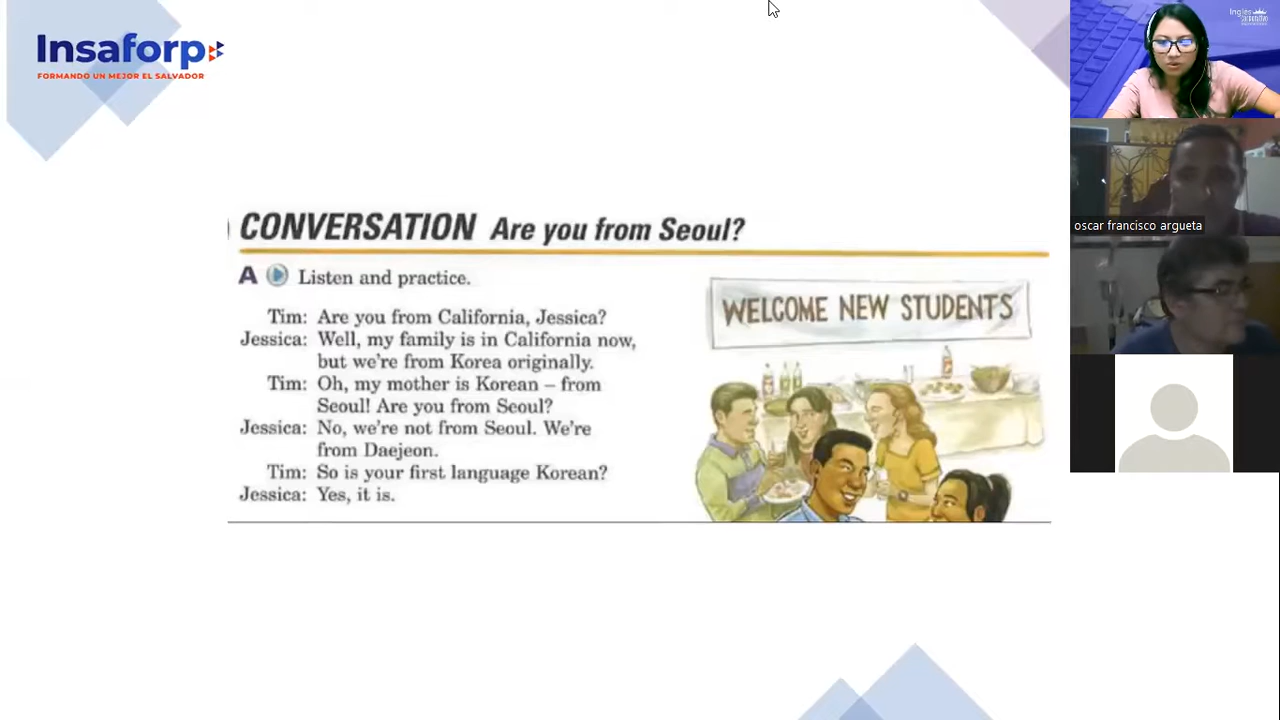 Insaforp
FORMANDO UN MEJOR EL SALVADOR
CONVERSATION Are you from Seoul?
A Listen and practice.
Tim: Are you from California, Jessica?
Jessica: Well, my family is in California now,
but we're from Korea originally.
Tim: Oh, my mother is Korean – from
Seoul! Are you from Seoul?
Jessica: No, we're not from Seoul. We're
from Daejeon.
Tim: So is your first language Korean?
Jessica: Yes, it is.
WELCOME NEW STUDENTS
Ingles
oscar francisco argueta